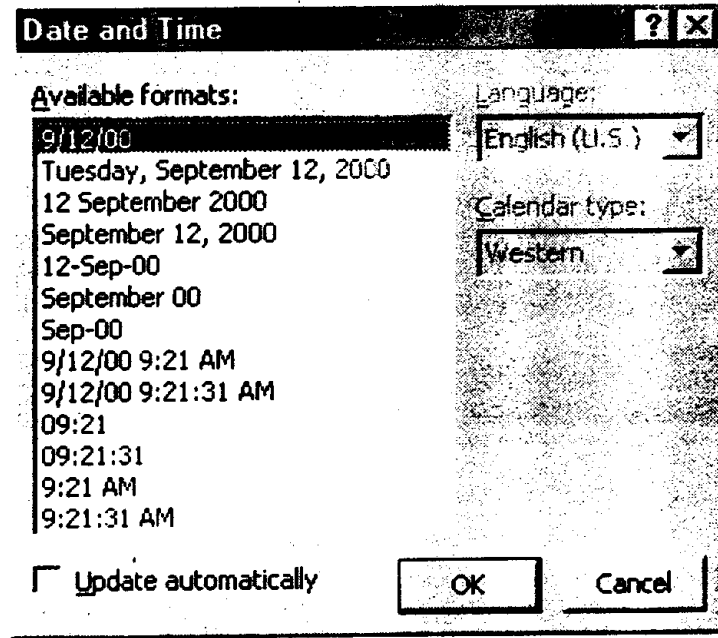 Date and Time
Available formats:
9/12/00
Tuesday, September 12, 2000
12 September 2000
September 12, 2000
12-Sep-00
September 00
Sep-00
9/12/00 9:21 AM
9/12/00 9:21:31 AM
09:21
09:21:31
9:21 AM
9:21:31 AM
Language:
English (U.S.)
Calendar type:
Western
Update automatically
OK
Cancel